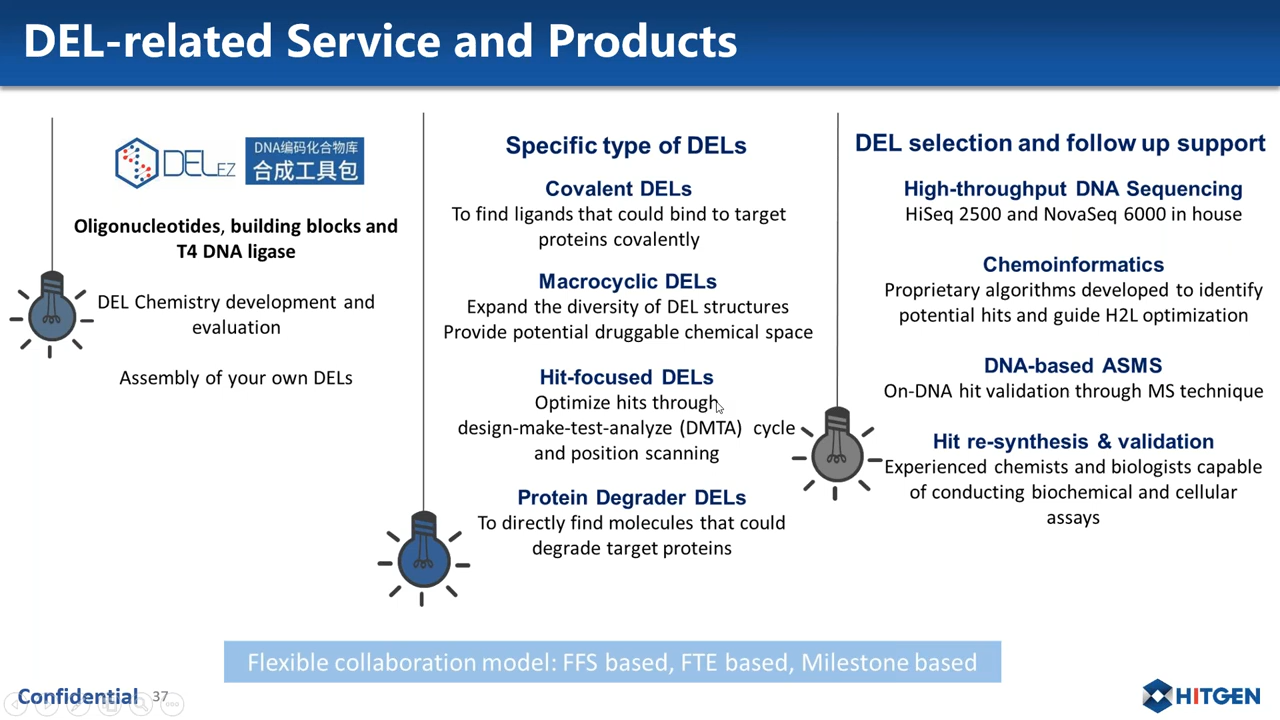 DEL-related Service and Products
DELEZ
DNA编码化合物库
合成工具包
Oligonucleotides, building blocks and
T4 DNA ligase
DEL Chemistry development and
evaluation
Assembly of your own DELs
Specific type of DELs
Covalent DELs
To find ligands that could bind to target
proteins covalently
Macrocyclic DELs
Expand the diversity of DEL structures
Provide potential druggable chemical space
Hit-focused DELs
Optimize hits through
design-make-test-analyze (DMTA) cycle
and position scanning
Protein Degrader DELs
To directly find molecules that could
degrade target proteins
DEL selection and follow up support
High-throughput DNA Sequencing
HiSeq 2500 and NovaSeq 6000 in house
Chemoinformatics
Proprietary algorithms developed to identify
potential hits and guide H2L optimization
DNA-based ASMS
On-DNA hit validation through MS technique
Hit re-synthesis & validation
Experienced chemists and biologists capable
of conducting biochemical and cellular
assays
Flexible collaboration model: FFS based, FTE based, Milestone based
Confidential
37
HITGEN